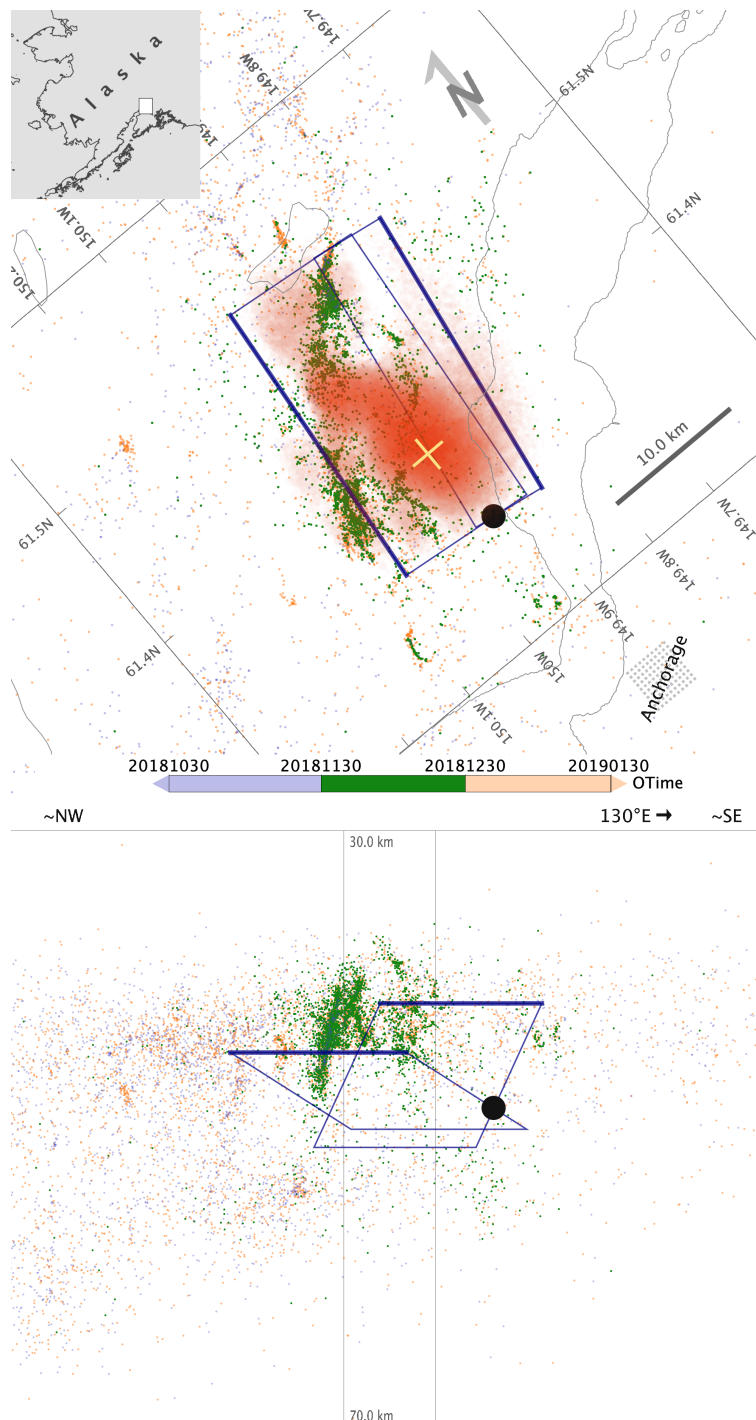 149.7W
149.8W
Alaska
149
61.5N
N
61.4N
150.1W
150.2
10.0 km
149.7W
61.5N
149.8W
149.9W
61.4N
150W
Anchorage
150.1W
20181030
20181130
20181230
20190130
OTime
~NW
130°E ➞
~SE
30.0 km
70.0 km